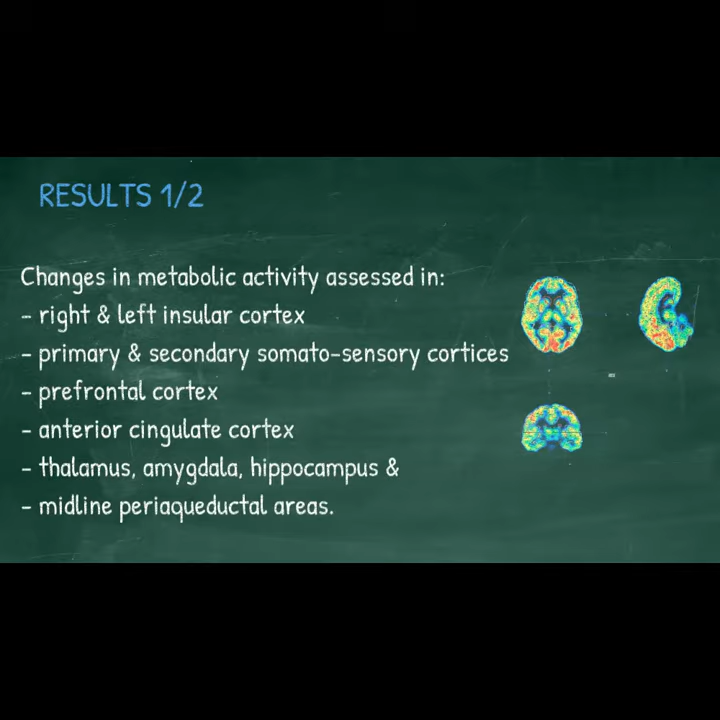 RESULTS 1/2
Changes in metabolic activity assessed in:
- right & left insular cortex
- primary & secondary somato-sensory cortices
- prefrontal cortex
- anterior cingulate cortex
- thalamus, amygdala, hippocampus &
- midline periaqueductal areas.